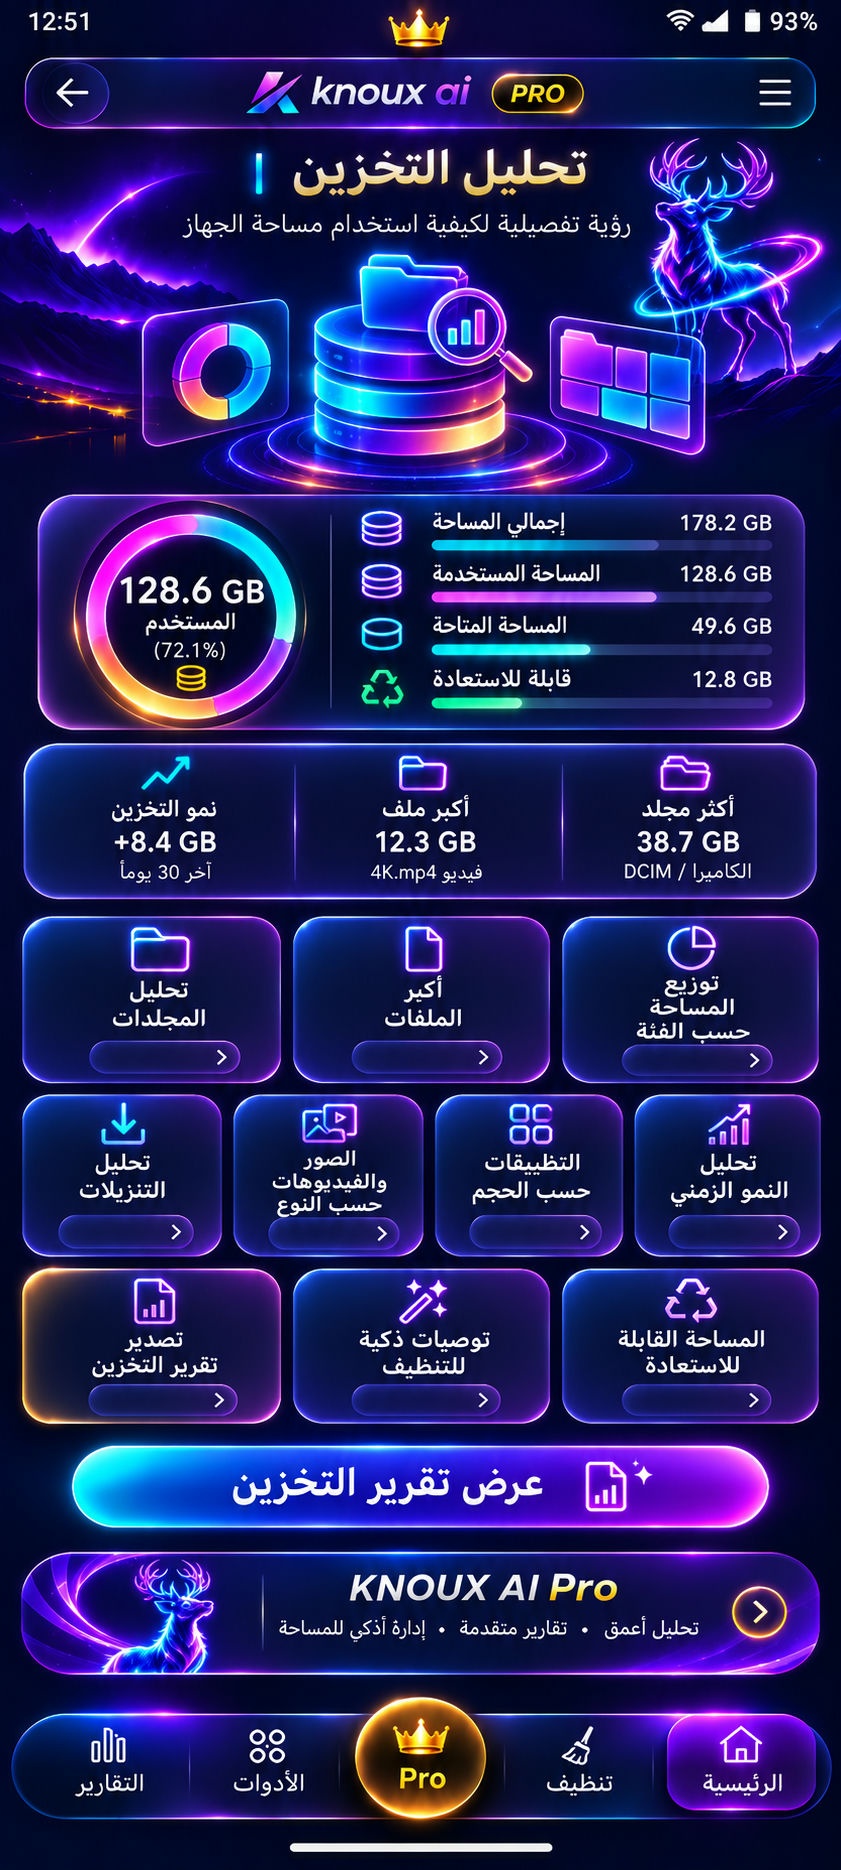 12:51
93%
knoux ai PRO
تحليل التخزين
رؤية تفصيلية لكيفية استخدام مساحة الجهاز
128.6 GB
المستخدم
(72.1%)
إجمالي المساحة 178.2 GB
المساحة المستخدمة 128.6 GB
المساحة المتاحة 49.6 GB
قابلة للاستعادة 12.8 GB
أكثر مجلد
38.7 GB
الكاميرا / DCIM
أكبر ملف
12.3 GB
فيديو 4K.mp4
نمو التخزين
+8.4 GB
آخر 30 يوماً
توزيع
المساحة
حسب الفئة
أكبر
الملفات
تحليل
المجلدات
تحليل
النمو الزمني
التطبيقات
حسب الحجم
الصور
والفيديوهات
حسب النوع
تحليل
التنزيلات
المساحة القابلة
للاستعادة
توصيات ذكية
للتنظيف
تصدير
تقرير التخزين
عرض تقرير التخزين
KNOUX AI Pro
تحليل أعمق • تقارير متقدمة • إدارة أذكي للمساحة
الرئيسية
تنظيف
Pro
الأدوات
التقارير